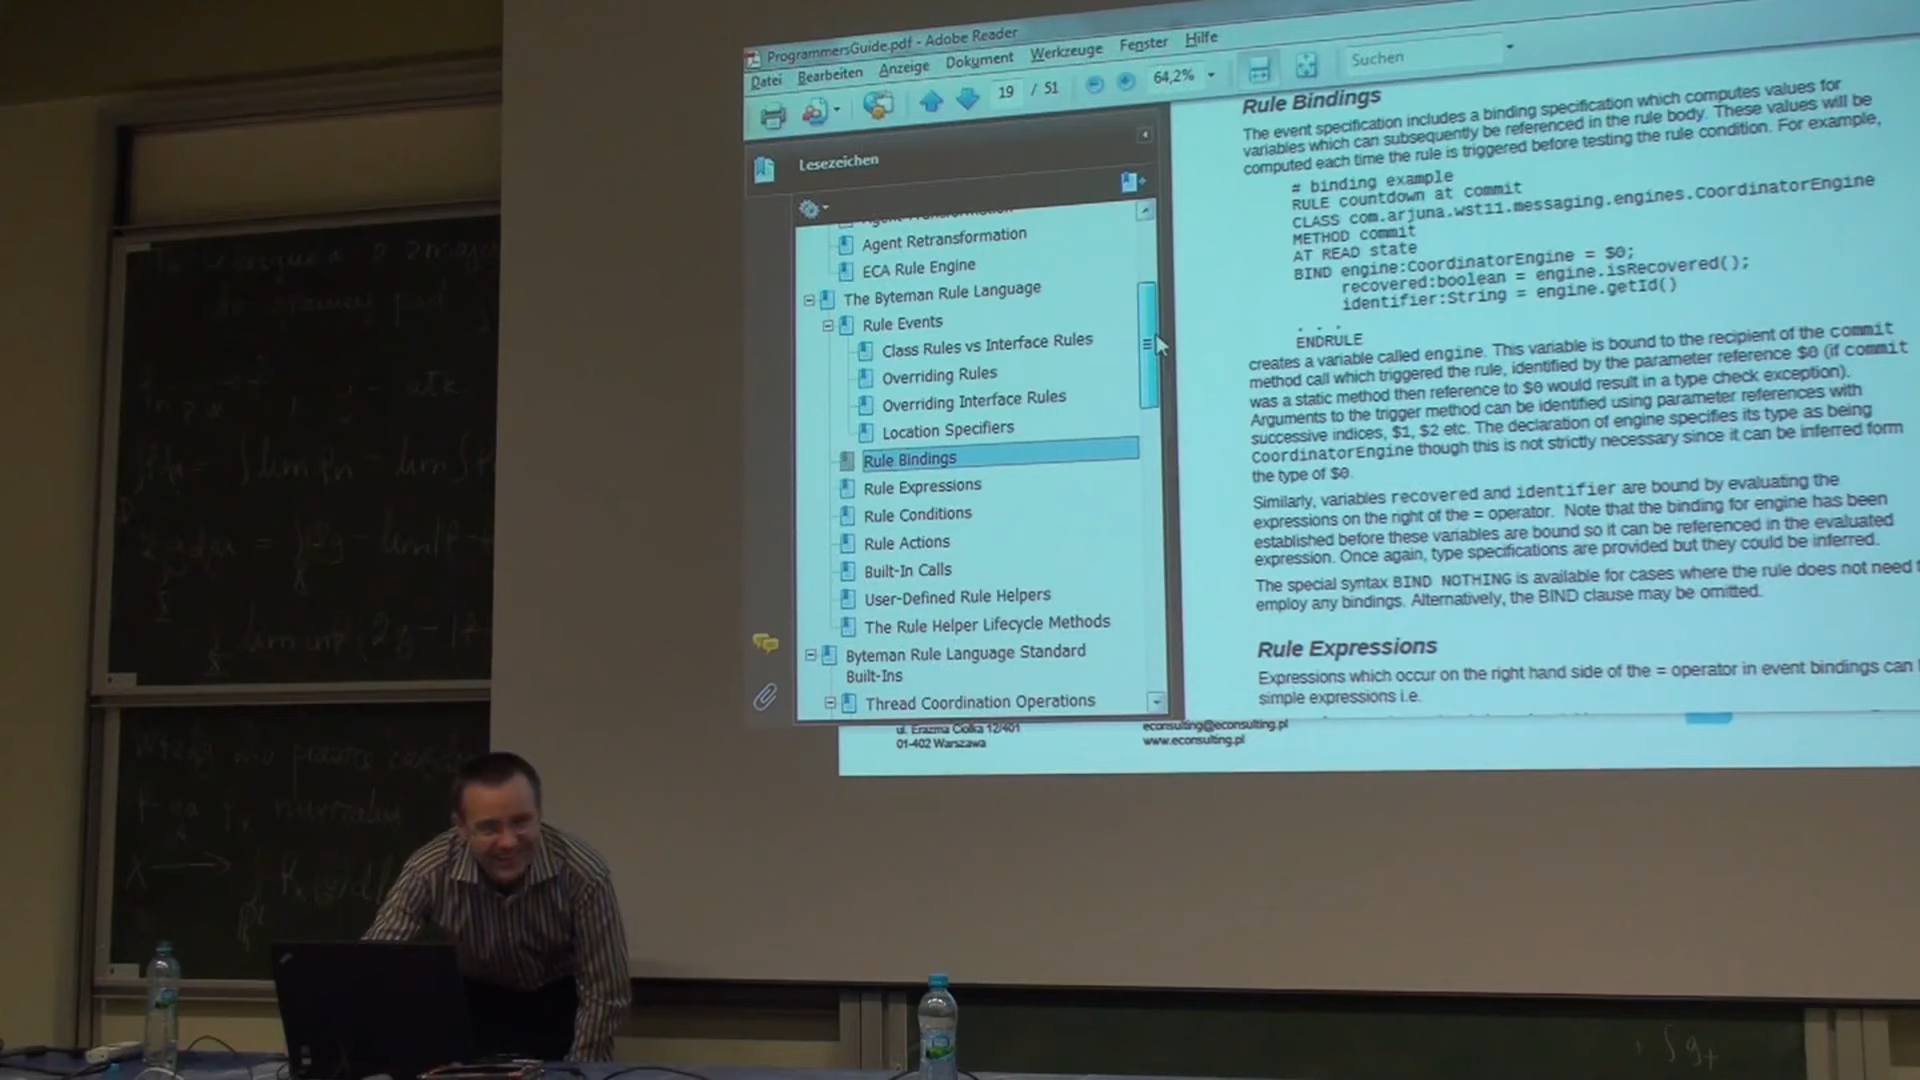 ProgrammersGuide.pdf - Adobe Reader
Datei Bearbeiten Anzeige Dokument Werkzeuge Fenster Hilfe
19 / 51 64,2% Suchen
Lesezeichen
Agent Retransformation
ECA Rule Engine
The Byteman Rule Language
Rule Events
Class Rules vs Interface Rules
Overriding Rules
Overriding Interface Rules
Location Specifiers
Rule Bindings
Rule Expressions
Rule Conditions
Rule Actions
Built-In Calls
User-Defined Rule Helpers
The Rule Helper Lifecycle Methods
Byteman Rule Language Standard
Built-Ins
Thread Coordination Operations
Rule Bindings
The event specification includes a binding specification which computes values for
variables which can subsequently be referenced in the rule body. These values will be
computed each time the rule is triggered before testing the rule condition. For example,
# binding example
RULE countdown at commit
CLASS com.arjuna.wst11.messaging.engines.CoordinatorEngine
METHOD commit
AT READ state
BIND engine:CoordinatorEngine = $0;
recovered:boolean = engine.isRecovered();
identifier:String = engine.getId()
. . .
ENDRULE
creates a variable called engine. This variable is bound to the recipient of the commit
method call which triggered the rule, identified by the parameter reference $0 (if commit
was a static method then reference to $0 would result in a type check exception).
Arguments to the trigger method can be identified using parameter references with
successive indices, $1, $2 etc. The declaration of engine specifies its type as being
CoordinatorEngine though this is not strictly necessary since it can be inferred form
the type of $0.
Similarly, variables recovered and identifier are bound by evaluating the
expressions on the right of the = operator. Note that the binding for engine has been
established before these variables are bound so it can be referenced in the evaluated
expression. Once again, type specifications are provided but they could be inferred.
The special syntax BIND NOTHING is available for cases where the rule does not need
employ any bindings. Alternatively, the BIND clause may be omitted.
Rule Expressions
Expressions which occur on the right hand side of the = operator in event bindings can
simple expressions i.e.
ul. Erazma Ciołka 12/401
01-402 Warszawa
econsulting@econsulting.pl
www.econsulting.pl